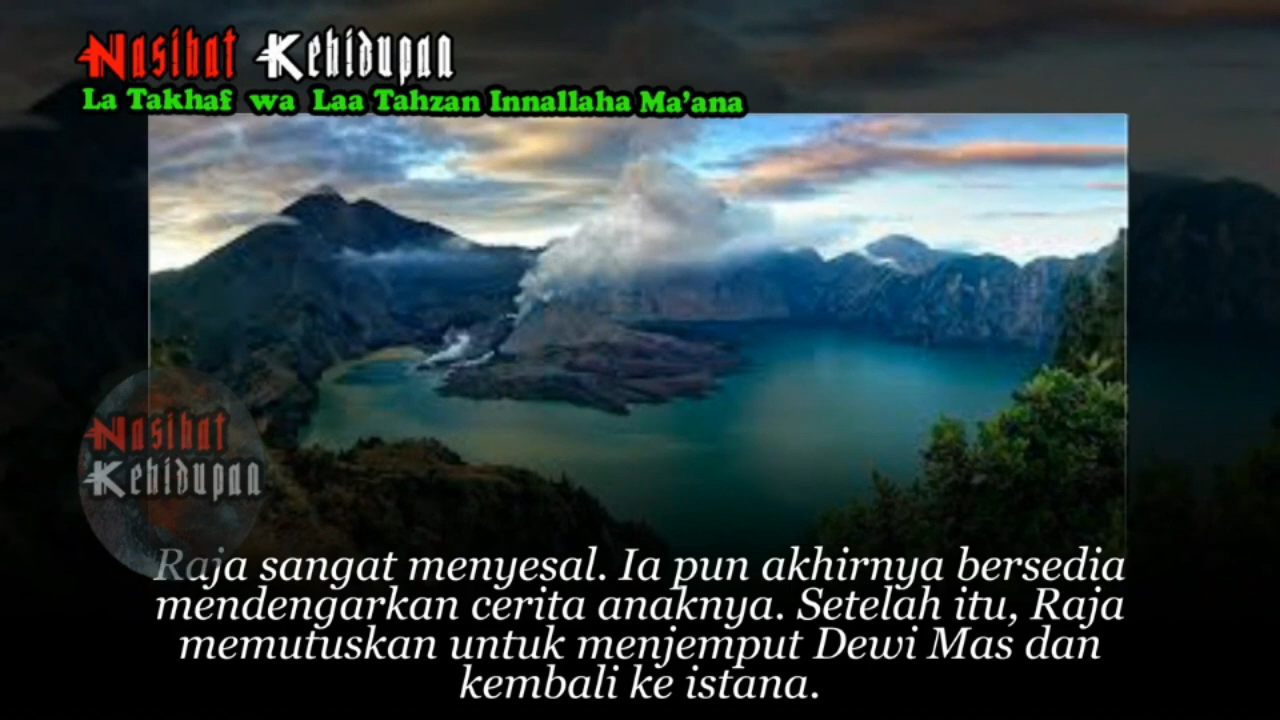 Nasihat Kehidupan
La Takhaf wa Laa Tahzan Innallaha Ma'ana
Nasihat
Kehidupan
Raja sangat menyesal. Ia pun akhirnya bersedia
mendengarkan cerita anaknya. Setelah itu, Raja
memutuskan untuk menjemput Dewi Mas dan
kembali ke istana.